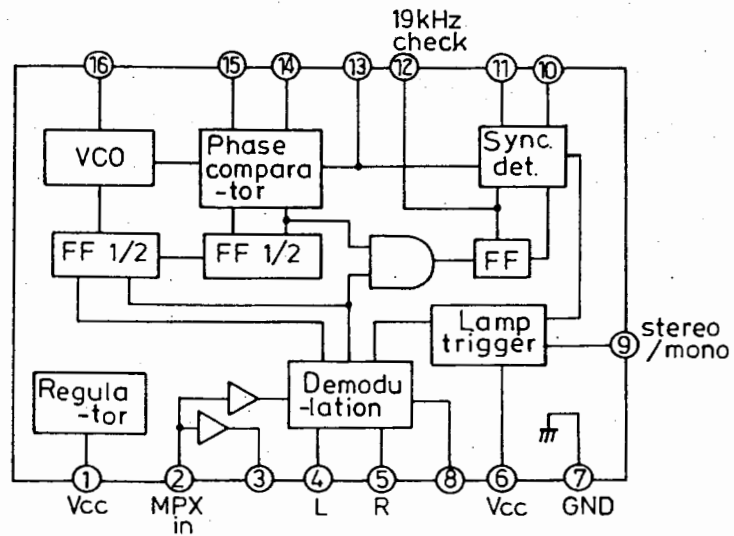 19kHz
check
16 15 14 13 12 11 10
VCO
Phase
compara
-tor
Sync.
det.
FF 1/2
FF 1/2
FF
Lamp
trigger
9
stereo
/mono
Regula
-tor
Demodu
-lation
1 2 3 4 5 8 6 7
Vcc MPX L R Vcc GND
in